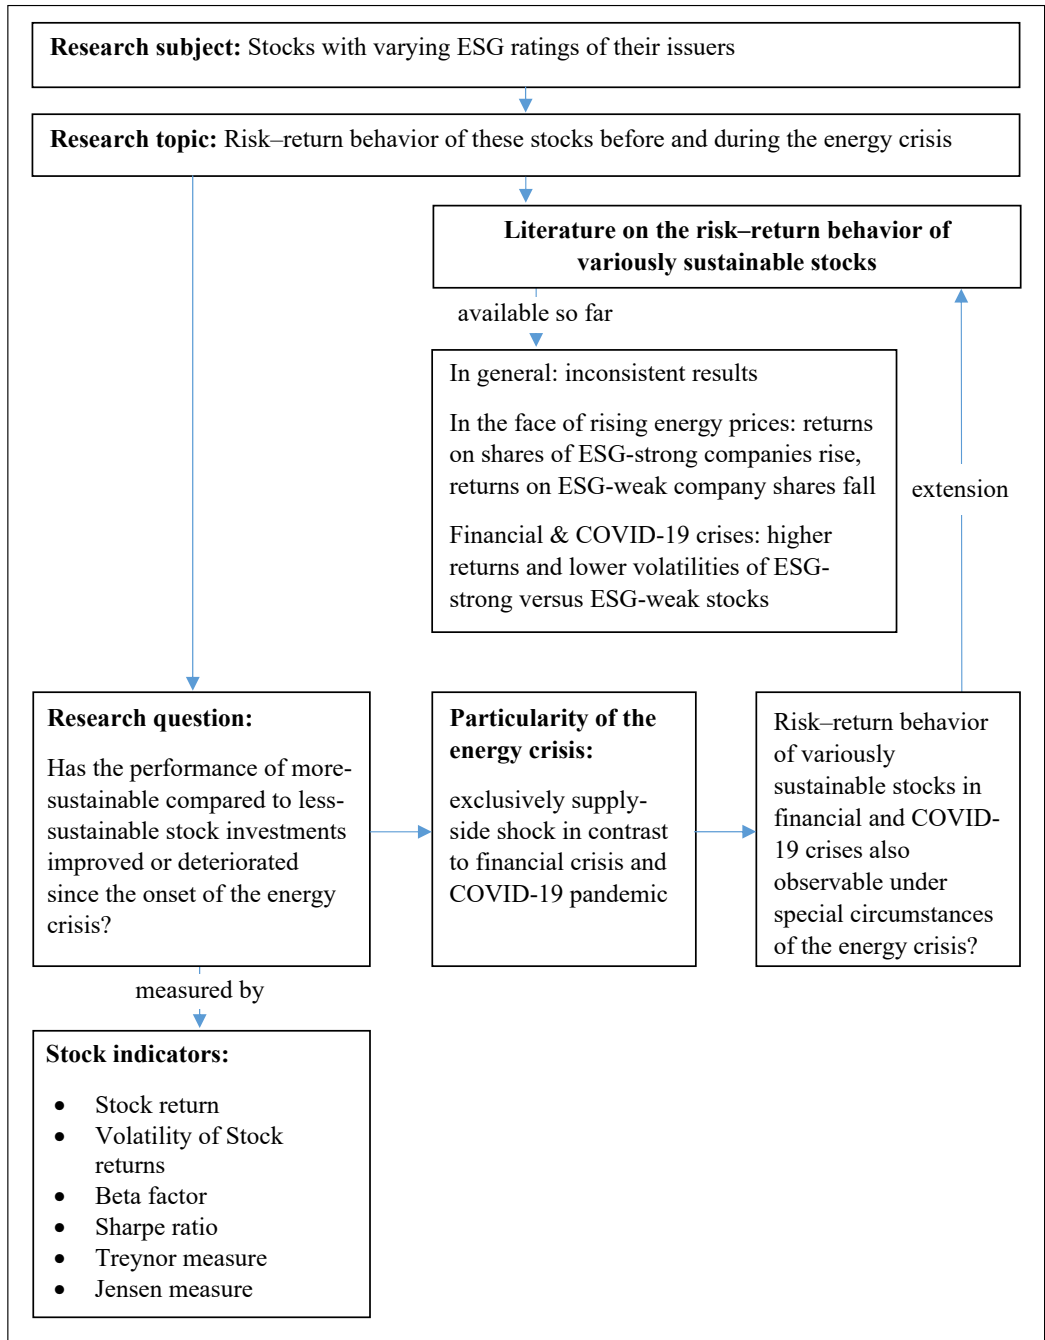 Research subject: Stocks with varying ESG ratings of their issuers
Research topic: Risk–return behavior of these stocks before and during the energy crisis
Literature on the risk–return behavior of
variously sustainable stocks
available so far
In general: inconsistent results
In the face of rising energy prices: returns
on shares of ESG-strong companies rise,
returns on ESG-weak company shares fall
Financial & COVID-19 crises: higher
returns and lower volatilities of ESG-
strong versus ESG-weak stocks
extension
Research question:
Has the performance of more-
sustainable compared to less-
sustainable stock investments
improved or deteriorated
since the onset of the energy
crisis?
Particularity of the
energy crisis:
exclusively supply-
side shock in contrast
to financial crisis and
COVID-19 pandemic
Risk–return behavior
of variously
sustainable stocks in
financial and COVID-
19 crises also
observable under
special circumstances
of the energy crisis?
measured by
Stock indicators:
• Stock return
• Volatility of Stock
returns
• Beta factor
• Sharpe ratio
• Treynor measure
• Jensen measure